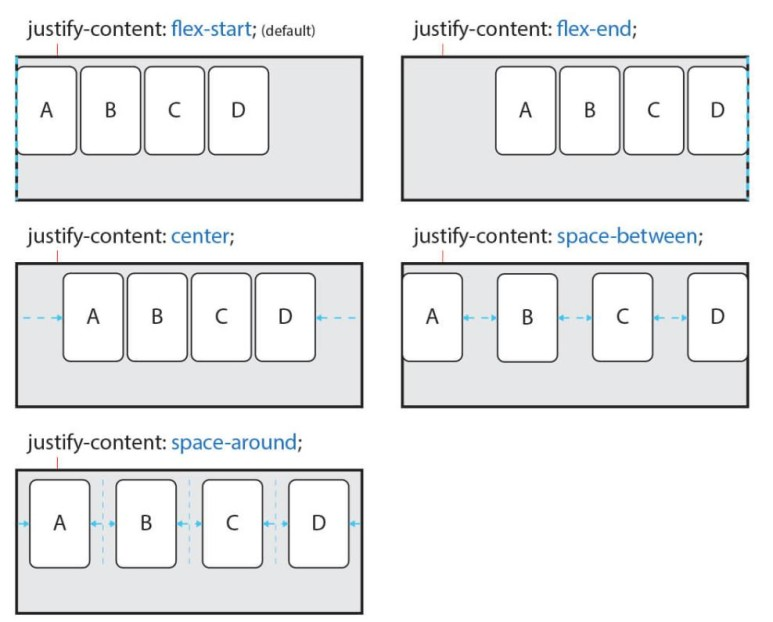 justify-content: flex-start; (default)
A B C D
justify-content: flex-end;
A B C D
justify-content: center;
A B C D
justify-content: space-between;
A B C D
justify-content: space-around;
A B C D